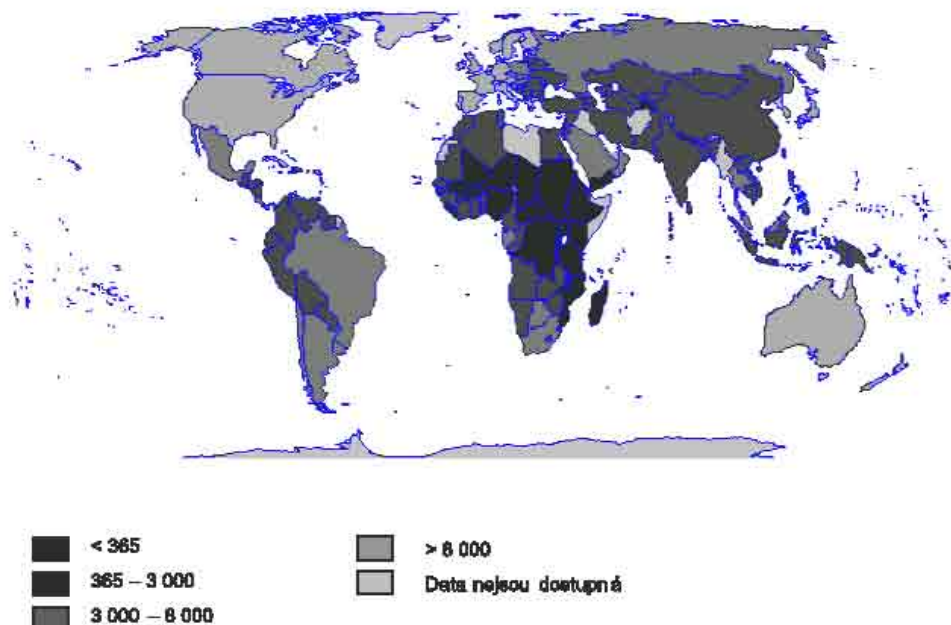 < 365
365 – 3 000
3 000 – 6 000
> 6 000
Data nejsou dostupná